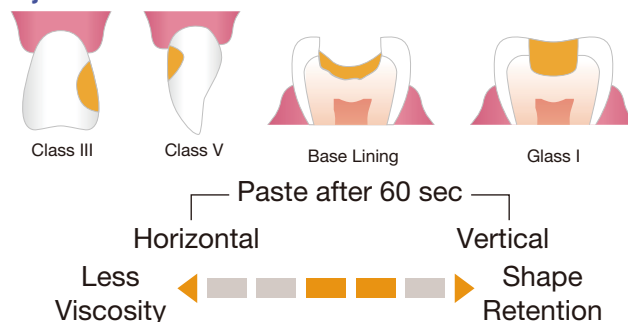 Class III
Class V
Base Lining
Glass I
Paste after 60 sec
Horizontal
Vertical
Less
Viscosity
Shape
Retention